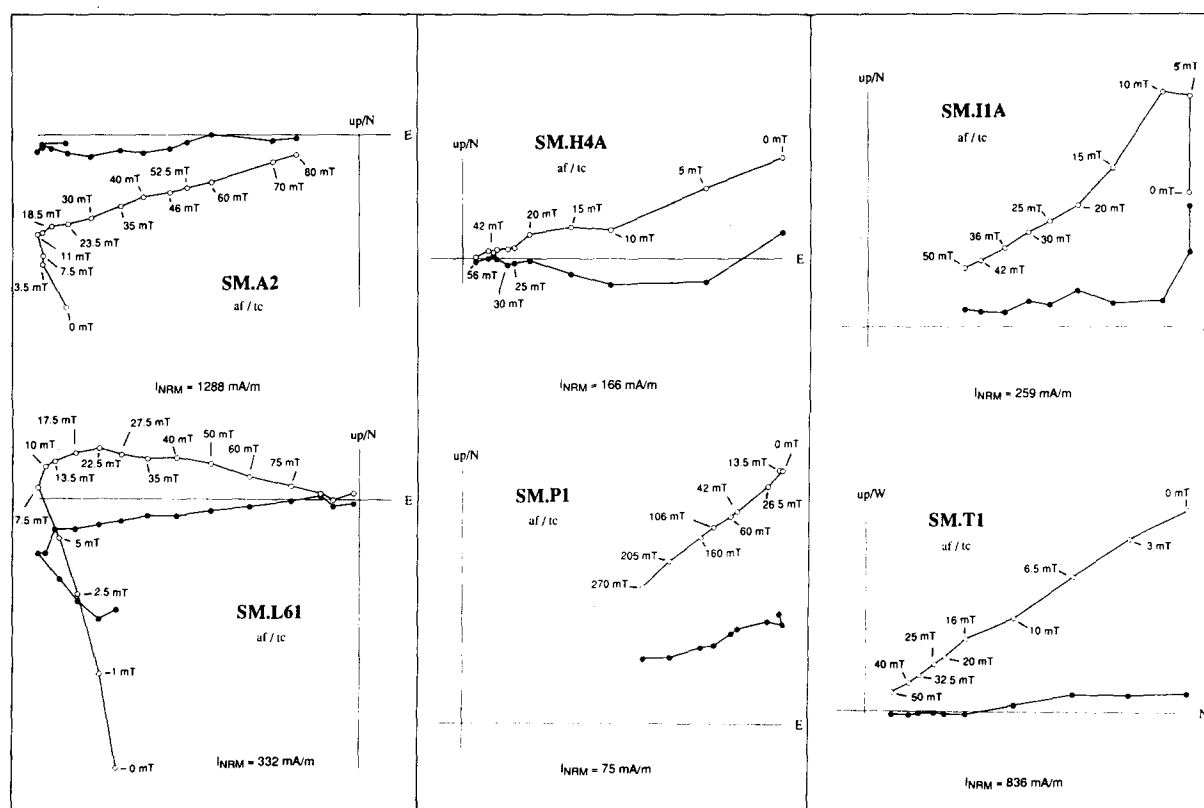 up/N
E
18.5 mT
30 mT
40 mT
52.5 mT
80 mT
70 mT
60 mT
46 mT
35 mT
23.5 mT
11 mT
7.5 mT
3.5 mT
0 mT
SM.A2
af / tc
INRM = 1288 mA/m
up/N
E
SM.H4A
af / tc
0 mT
5 mT
10 mT
15 mT
20 mT
42 mT
56 mT
30 mT
25 mT
INRM = 166 mA/m
up/N
SM.I1A
af / tc
5 mT
10 mT
0 mT
15 mT
20 mT
25 mT
30 mT
36 mT
42 mT
50 mT
INRM = 259 mA/m
up/N
E
17.5 mT
27.5 mT
40 mT
50 mT
60 mT
75 mT
10 mT
13.5 mT
22.5 mT
35 mT
7.5 mT
5 mT
2.5 mT
1 mT
0 mT
SM.L61
af / tc
INRM = 332 mA/m
up/N
E
SM.P1
af / tc
0 mT
13.5 mT
26.5 mT
42 mT
60 mT
106 mT
160 mT
205 mT
270 mT
INRM = 75 mA/m
up/W
N
SM.T1
af / tc
0 mT
3 mT
6.5 mT
10 mT
16 mT
20 mT
25 mT
32.5 mT
40 mT
50 mT
INRM = 836 mA/m